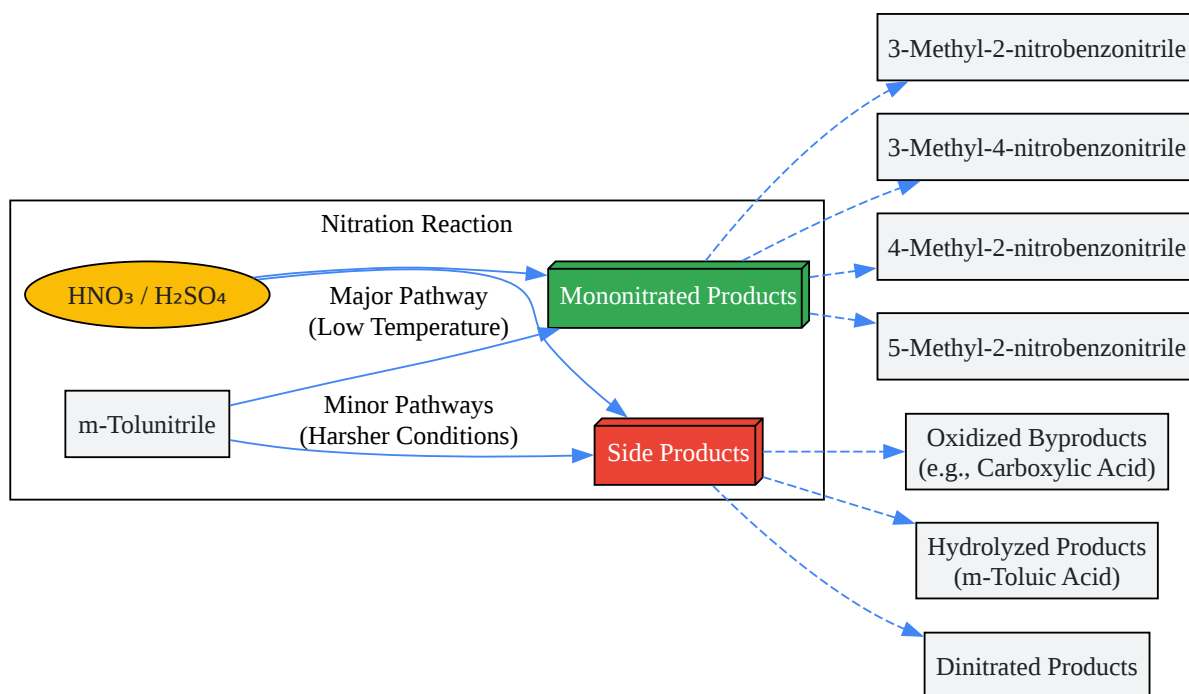 3-Methyl-2-nitrobenzonitrile
3-Methyl-4-nitrobenzonitrile
Nitration Reaction
4-Methyl-2-nitrobenzonitrile
HNO₃ / H₂SO₄
Major Pathway
(Low Temperature)
Mononitrated Products
5-Methyl-2-nitrobenzonitrile
m-Tolunitrile
Minor Pathways
(Harsher Conditions)
Side Products
Oxidized Byproducts
(e.g., Carboxylic Acid)
Hydrolyzed Products
(m-Toluic Acid)
Dinitrated Products